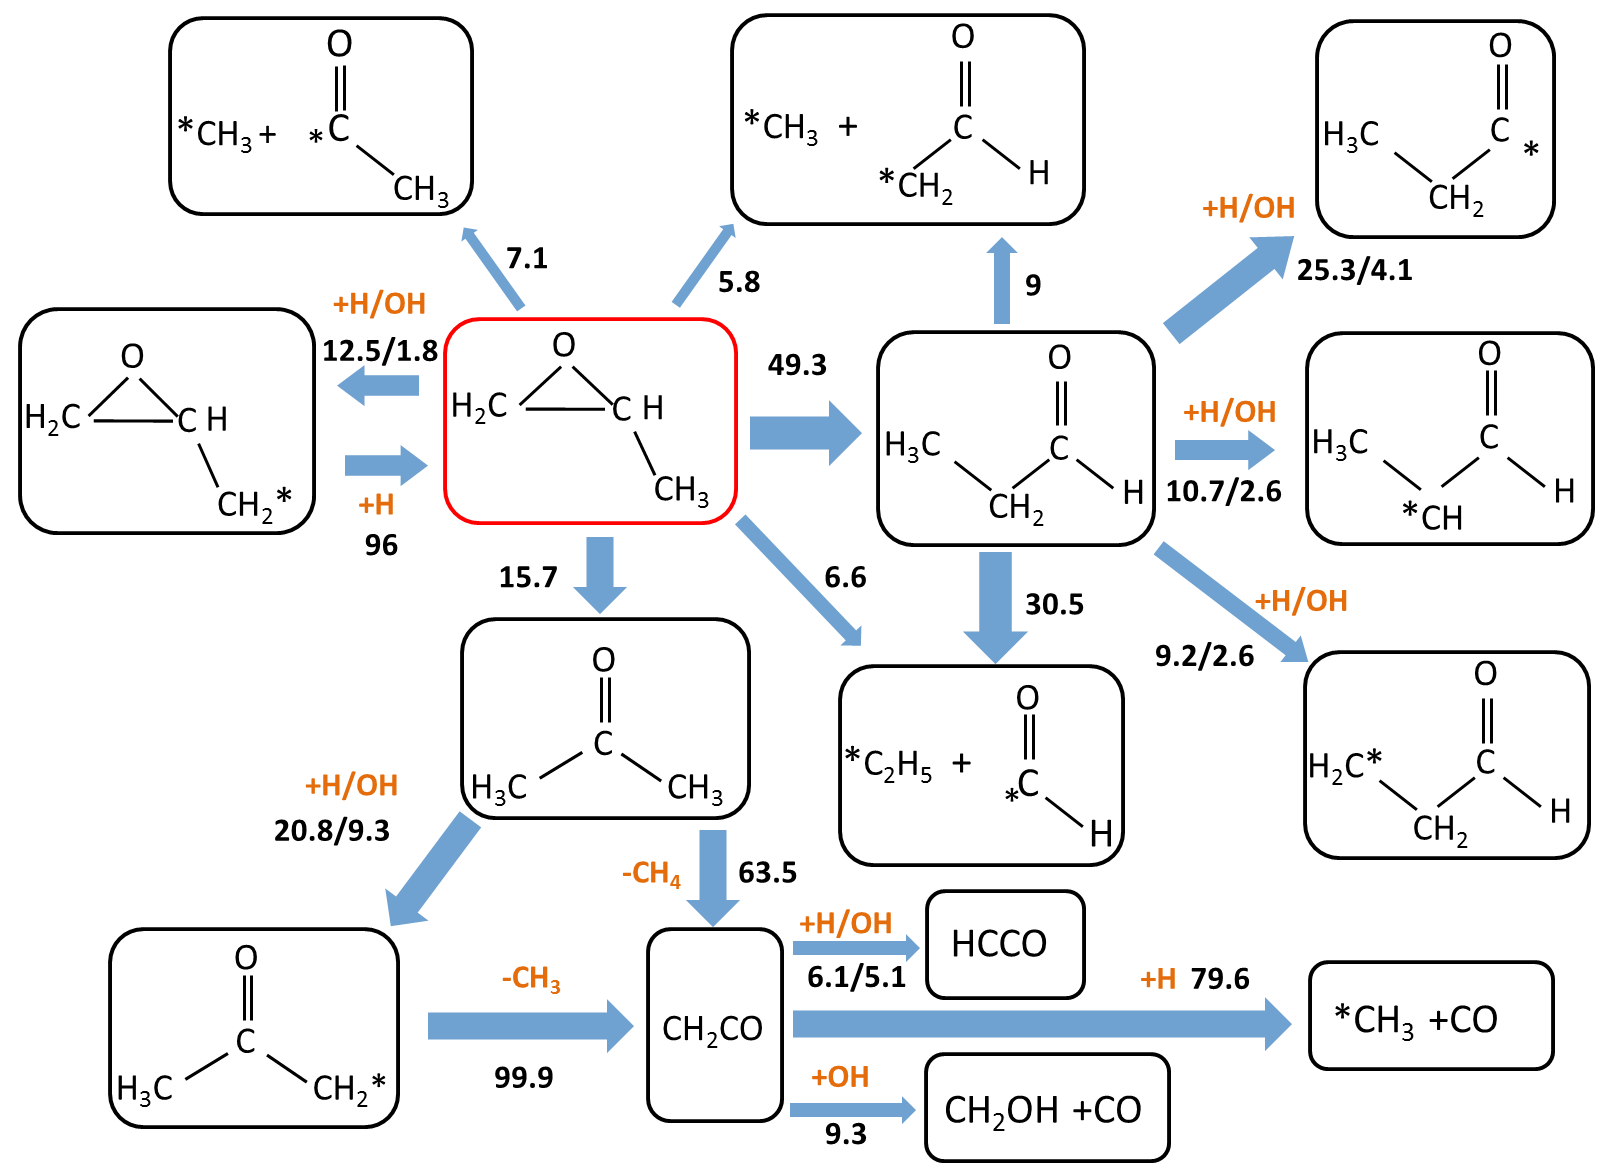 O
*CH₃ + *C
CH₃
O
*CH₃ + C
*CH₂ H
O
H₃C C *
CH₂
+H/OH
25.3/4.1
7.1
5.8
9
+H/OH
12.5/1.8
O
H₂C CH
CH₂*
+H
96
O
H₂C CH
CH₃
49.3
O
H₃C C
CH₂ H
+H/OH
10.7/2.6
O
H₃C C
*CH H
15.7
6.6
30.5
+H/OH
9.2/2.6
O
C
H₃C CH₃
O
*C₂H₅ + *C
H
O
H₂C* C
CH₂ H
+H/OH
20.8/9.3
-CH₄ 63.5
O
C
H₃C CH₂*
-CH₃
99.9
CH₂CO
+H/OH
6.1/5.1
HCCO
+H 79.6
*CH₃ +CO
+OH
9.3
CH₂OH +CO